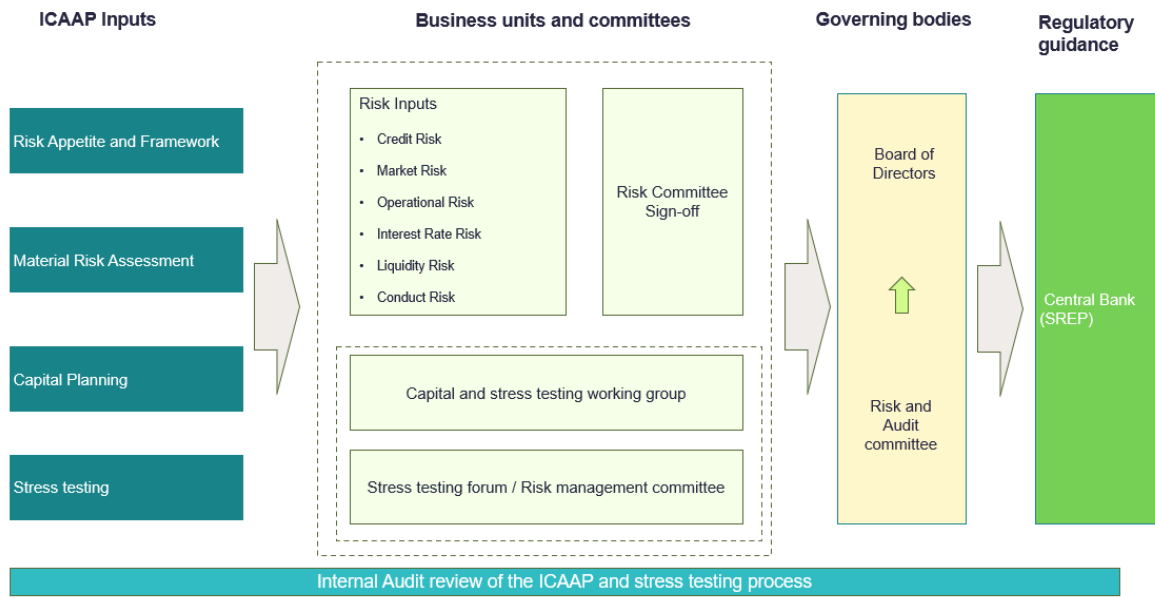 ICAAP Inputs
Business units and committees
Governing bodies
Regulatory
guidance
Risk Appetite and Framework
Material Risk Assessment
Capital Planning
Stress testing
Risk Inputs
• Credit Risk
• Market Risk
• Operational Risk
• Interest Rate Risk
• Liquidity Risk
• Conduct Risk
Risk Committee
Sign-off
Capital and stress testing working group
Stress testing forum / Risk management committee
Board of
Directors
Risk and
Audit
committee
Central Bank
(SREP)
Internal Audit review of the ICAAP and stress testing process